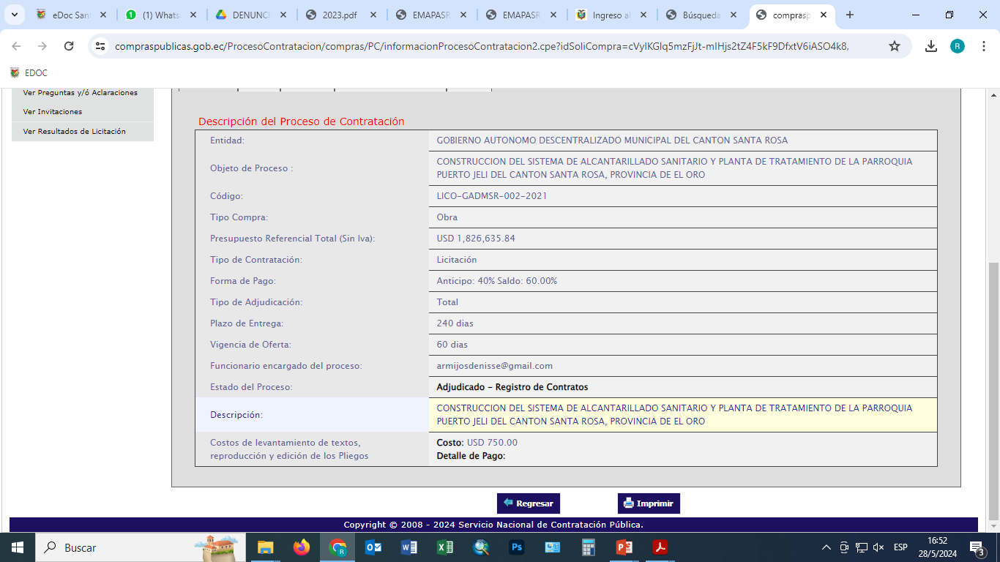 eDoc Sant
(1) Whats
DENUNCI
2023.pdf
EMAPASR
EMAPASR
Ingreso al
Búsqueda
comprasp
compraspublicas.gob.ec/ProcesoContratacion/compras/PC/informacionProcesoContratacion2.cpe?idSoliCompra=cVylKGlq5mzFjJt-mIHjs2tZ4F5kF9DfxtV6iASO4k8,
R
EDOC
Ver Preguntas y/ó Aclaraciones
Ver Invitaciones
Ver Resultados de Licitación
Descripción del Proceso de Contratación
Entidad: GOBIERNO AUTONOMO DESCENTRALIZADO MUNICIPAL DEL CANTON SANTA ROSA
Objeto de Proceso : CONSTRUCCION DEL SISTEMA DE ALCANTARILLADO SANITARIO Y PLANTA DE TRATAMIENTO DE LA PARROQUIA
PUERTO JELI DEL CANTON SANTA ROSA, PROVINCIA DE EL ORO
Código: LICO-GADMSR-002-2021
Tipo Compra: Obra
Presupuesto Referencial Total (Sin Iva): USD 1,826,635.84
Tipo de Contratación: Licitación
Forma de Pago: Anticipo: 40% Saldo: 60.00%
Tipo de Adjudicación: Total
Plazo de Entrega: 240 dias
Vigencia de Oferta: 60 dias
Funcionario encargado del proceso: armijosdenisse@gmail.com
Estado del Proceso: Adjudicado - Registro de Contratos
Descripción: CONSTRUCCION DEL SISTEMA DE ALCANTARILLADO SANITARIO Y PLANTA DE TRATAMIENTO DE LA PARROQUIA
PUERTO JELI DEL CANTON SANTA ROSA, PROVINCIA DE EL ORO
Costos de levantamiento de textos, Costo: USD 750.00
reproducción y edición de los Pliegos Detalle de Pago:
Regresar
Imprimir
Copyright © 2008 - 2024 Servicio Nacional de Contratación Pública.
Buscar
ESP
16:52
28/5/2024
3